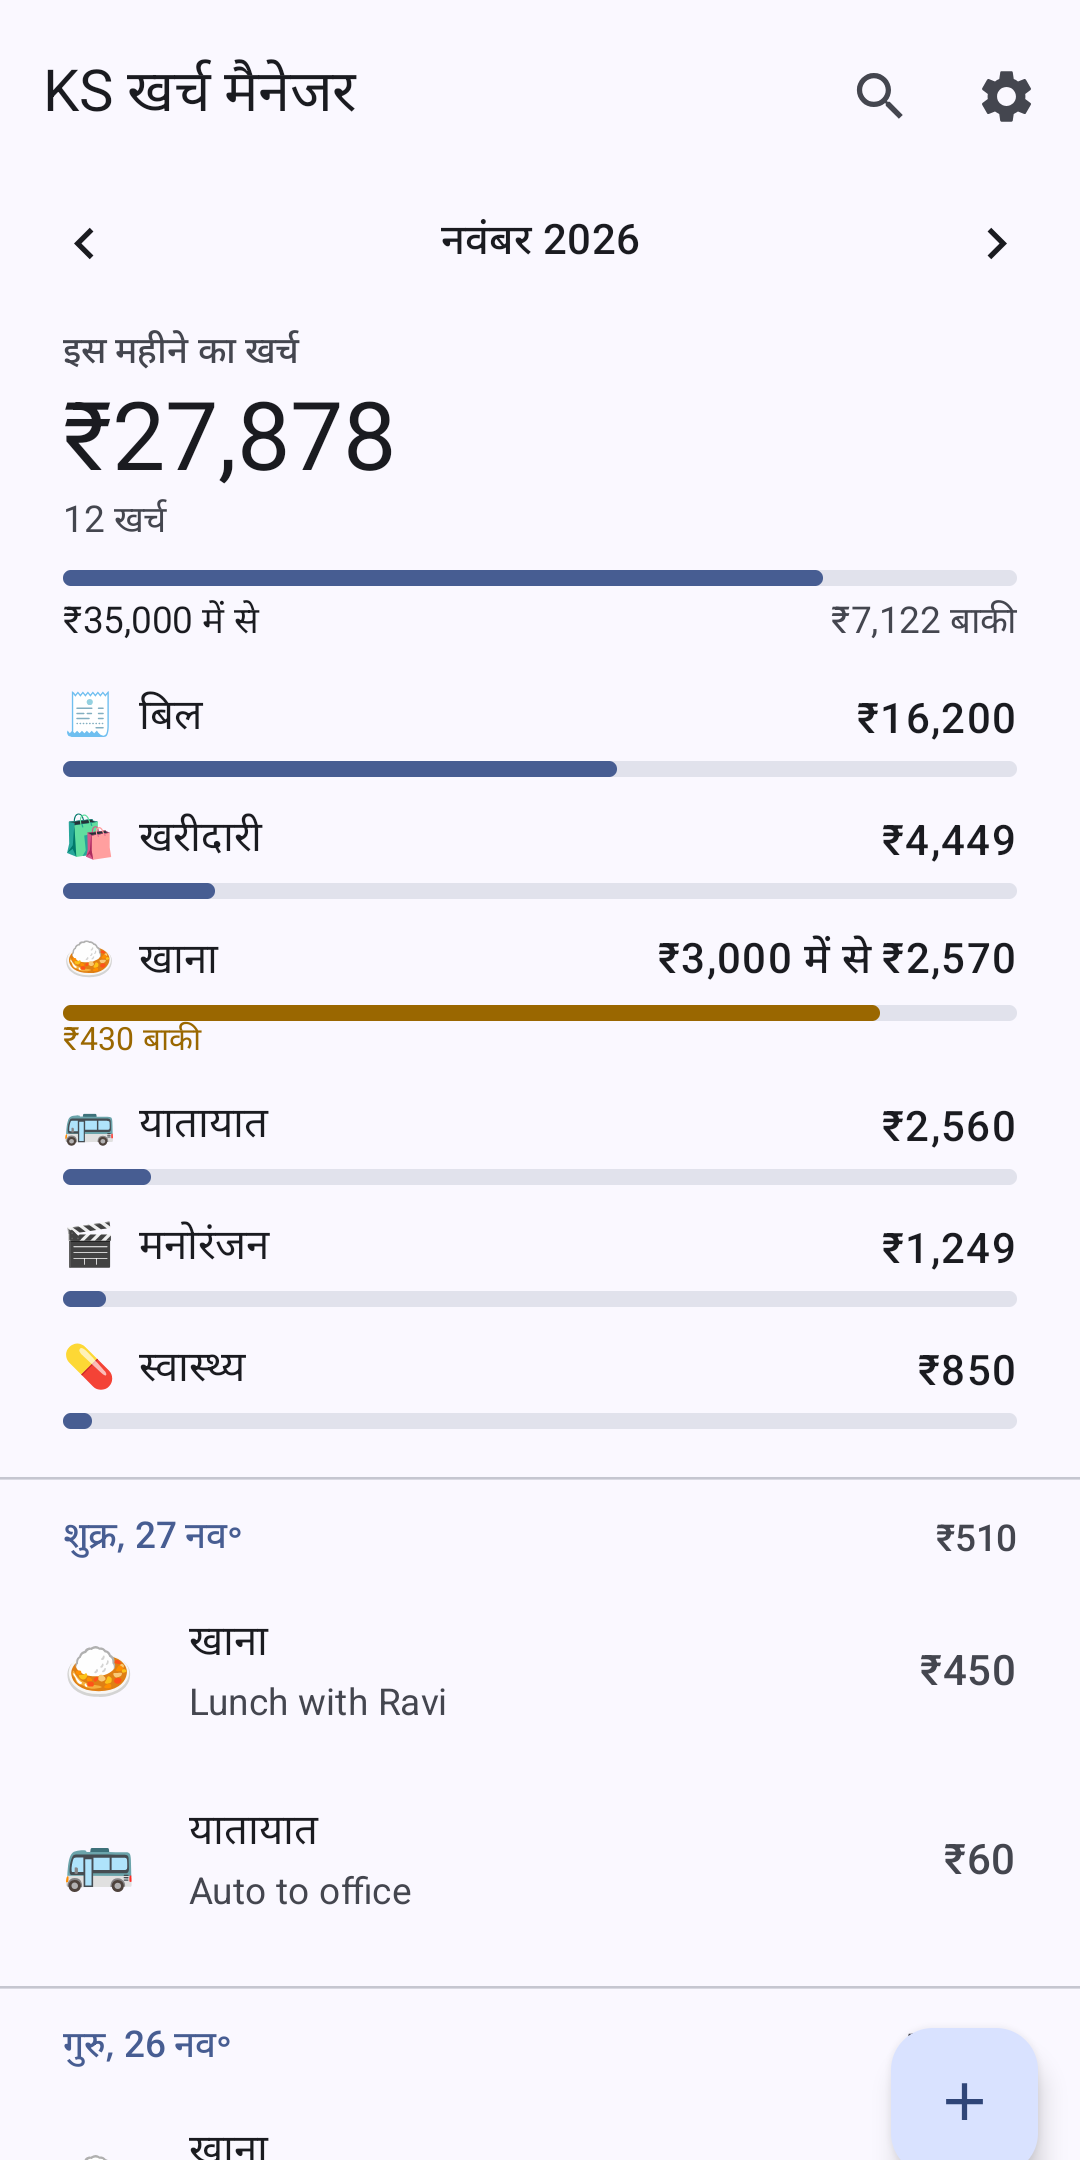 KS खर्च मैनेजर
नवंबर 2026
इस महीने का खर्च
₹27,878
12 खर्च
₹35,000 में से ₹7,122 बाकी
बिल ₹16,200
खरीदारी ₹4,449
खाना ₹3,000 में से ₹2,570
₹430 बाकी
यातायात ₹2,560
मनोरंजन ₹1,249
स्वास्थ्य ₹850
शुक्र, 27 नव॰ ₹510
खाना
Lunch with Ravi
₹450
यातायात
Auto to office
₹60
गुरु, 26 नव॰
खाना